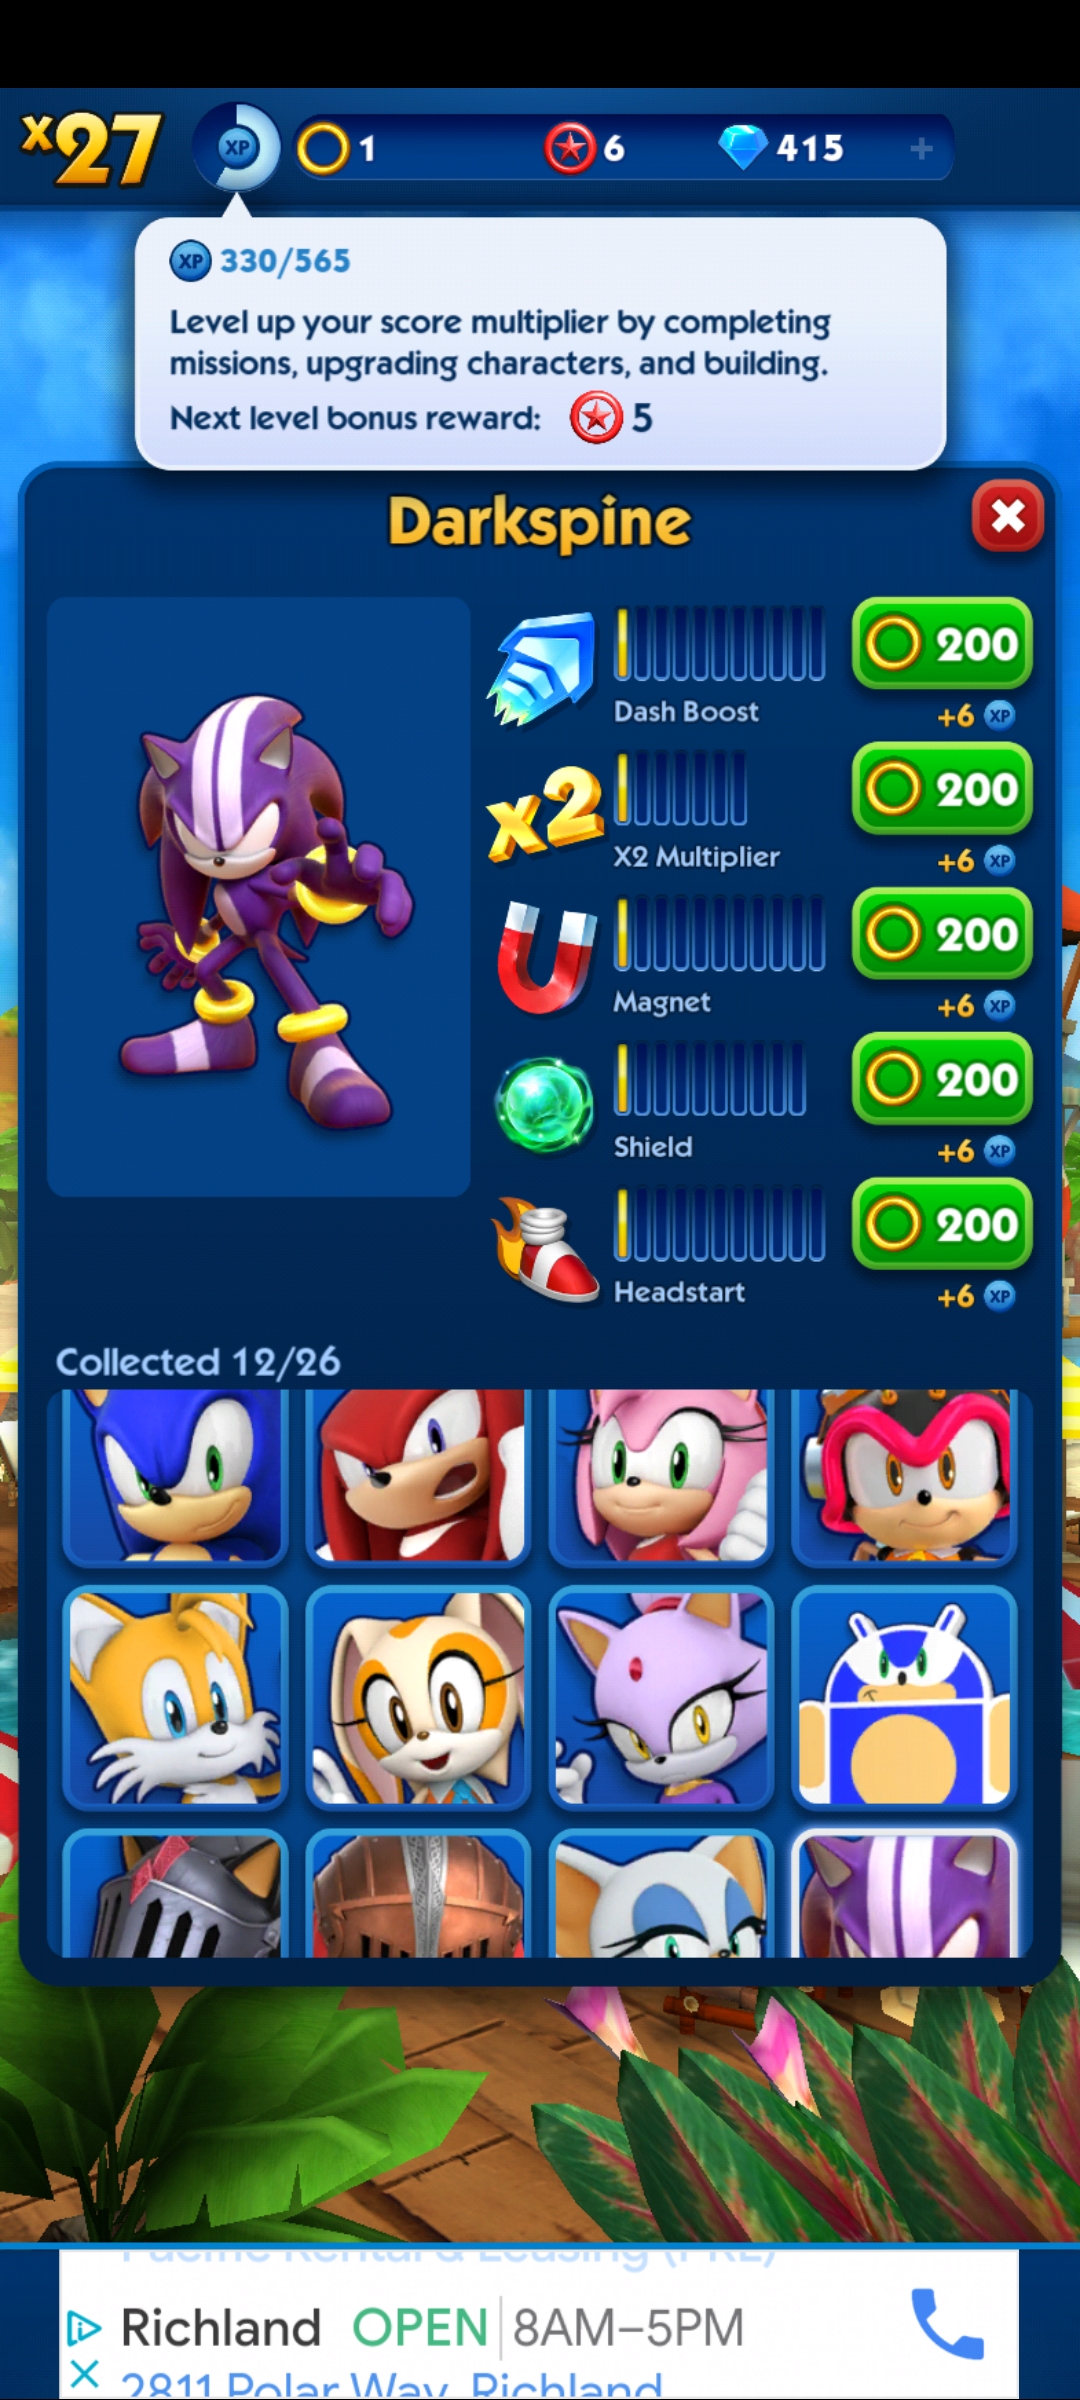 x27
XP
1
6
415
+
XP 330/565
Level up your score multiplier by completing
missions, upgrading characters, and building.
Next level bonus reward: 5
Darkspine
200
Dash Boost
+6 XP
x2
200
X2 Multiplier
+6 XP
200
Magnet
+6 XP
200
Shield
+6 XP
200
Headstart
+6 XP
Collected 12/26
Rental & Leasing
Richland OPEN 8AM–5PM
2811 Polar Way, Richland